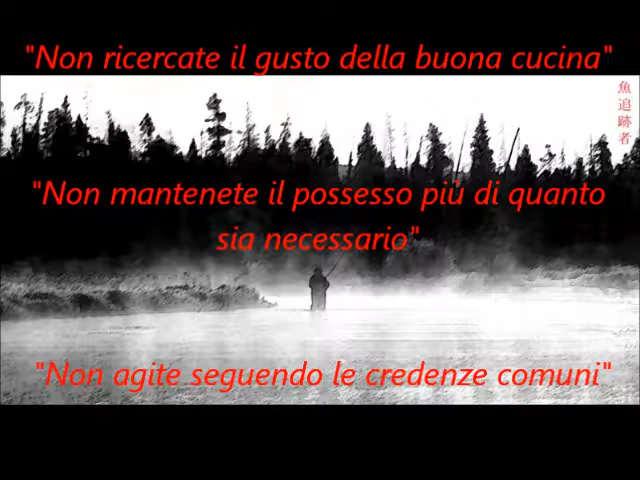 "Non ricercate il gusto della buona cucina"
魚追跡者
"Non mantenete il possesso più di quanto
sia necessario"
"Non agite seguendo le credenze comuni"